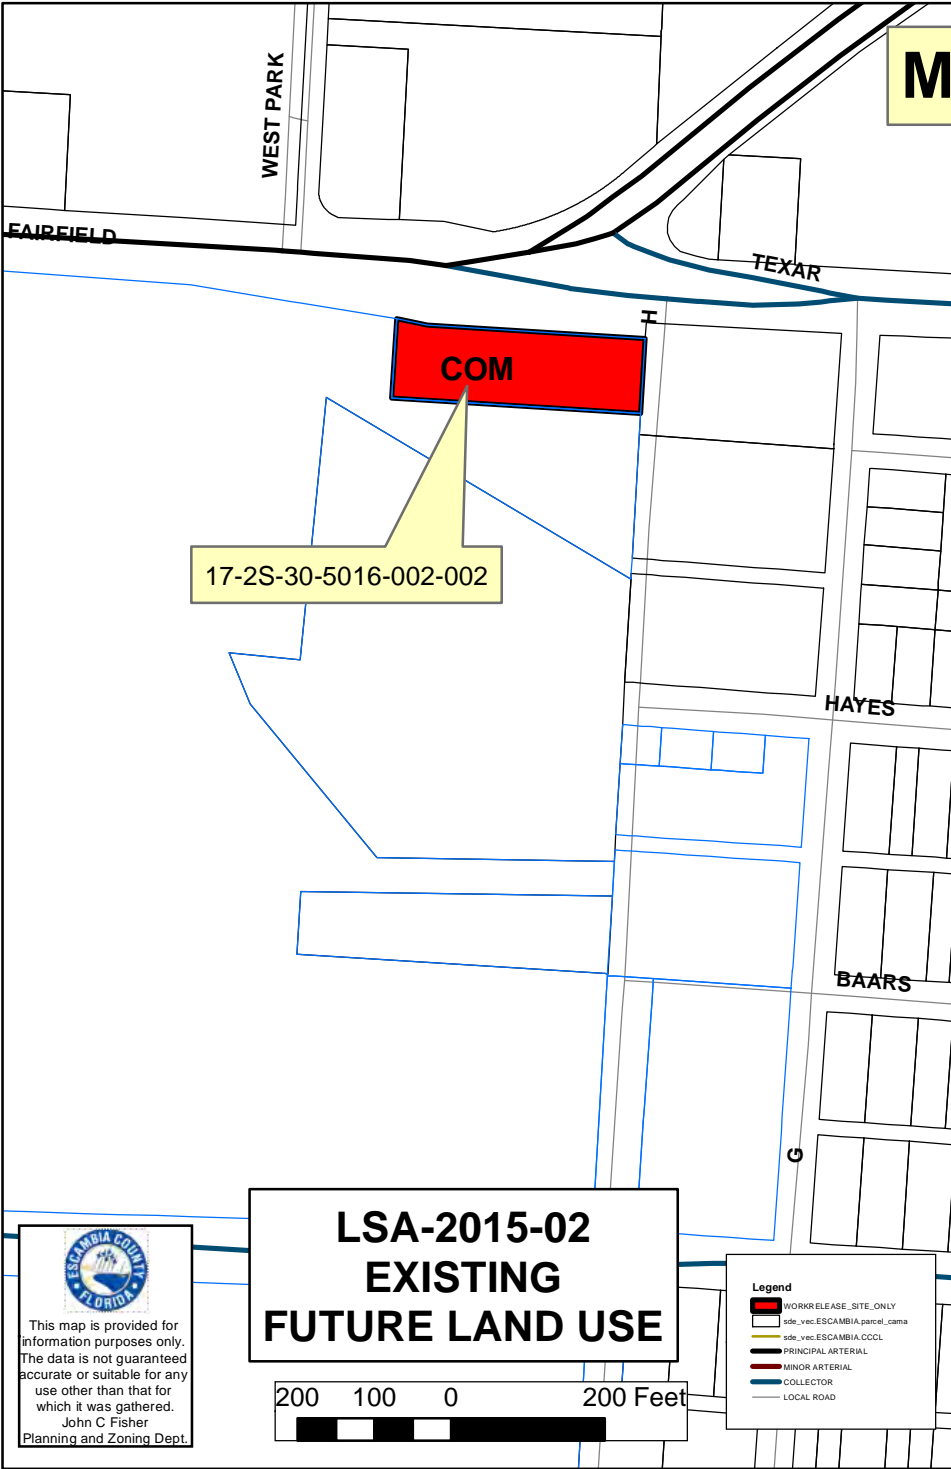 M
WEST PARK
FAIRFIELD
TEXAR
H
COM
17-2S-30-5016-002-002
HAYES
BAARS
G
ESCAMBIA COUNTY
FLORIDA
This map is provided for
information purposes only.
The data is not guaranteed
accurate or suitable for any
use other than that for
which it was gathered.
John C Fisher
Planning and Zoning Dept.
LSA-2015-02
EXISTING
FUTURE LAND USE
200 100 0 200 Feet
Legend
WORKRELEASE_SITE_ONLY
sde_vec.ESCAMBIA.parcel_cama
sde_vec.ESCAMBIA.CCCL
PRINCIPAL ARTERIAL
MINOR ARTERIAL
COLLECTOR
LOCAL ROAD